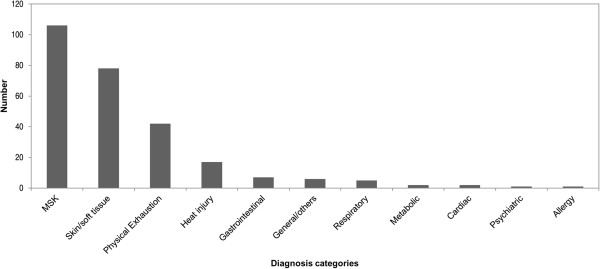 120
100
80
60
40
20
0
Number
MSK
Skin/soft tissue
Physical Exhaustion
Heat injury
Gastrointestinal
General/others
Respiratory
Metabolic
Cardiac
Psychiatric
Allergy
Diagnosis categories